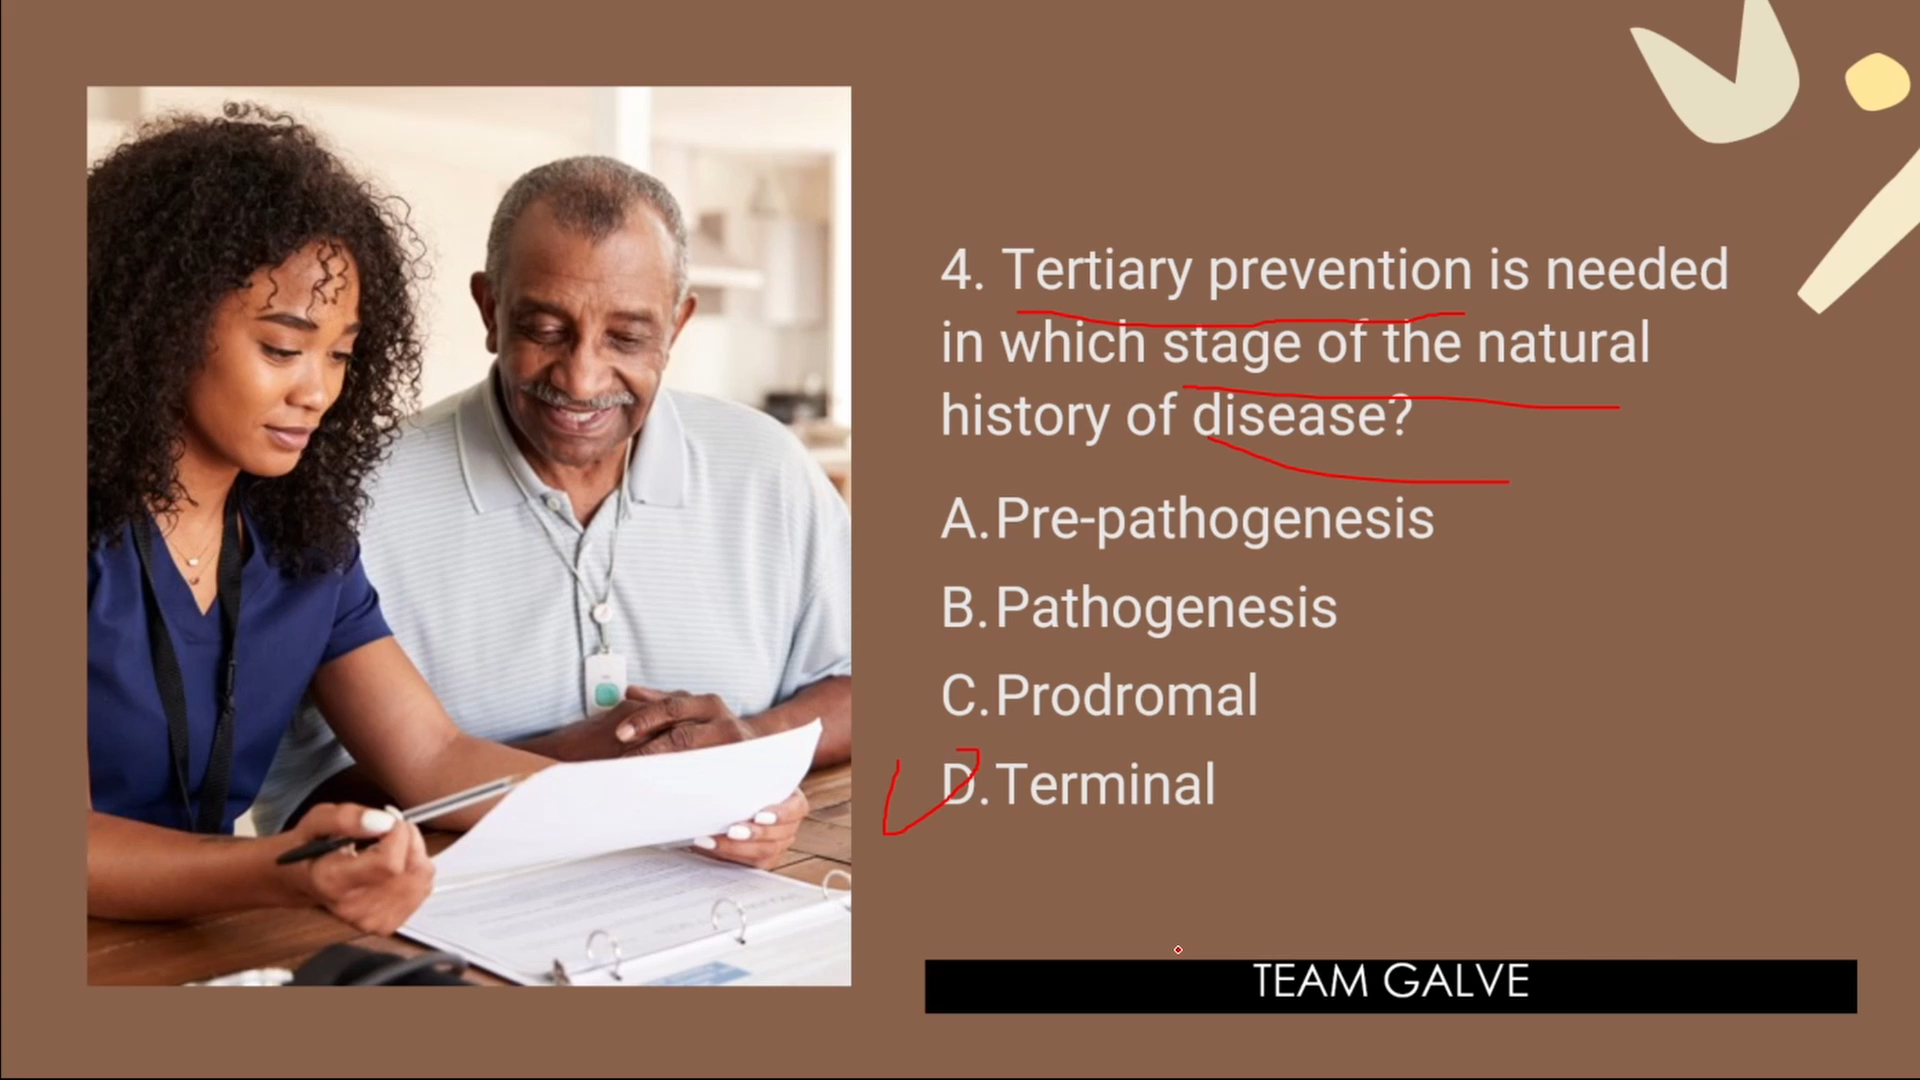 4. Tertiary prevention is needed
in which stage of the natural
history of disease?
A. Pre-pathogenesis
B. Pathogenesis
C. Prodromal
D. Terminal
TEAM GALVE